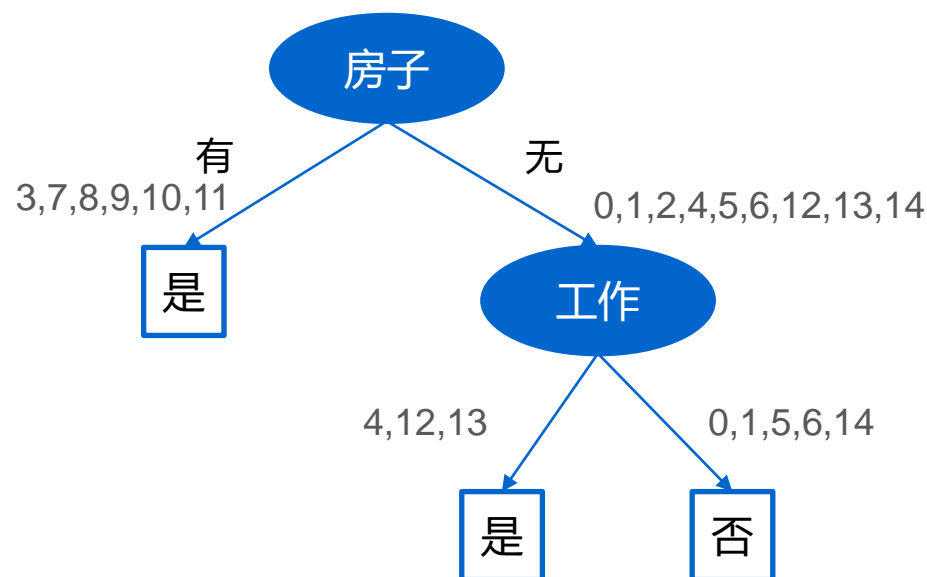 房子
有
无
3,7,8,9,10,11
0,1,2,4,5,6,12,13,14
是
工作
4,12,13
0,1,5,6,14
是
否